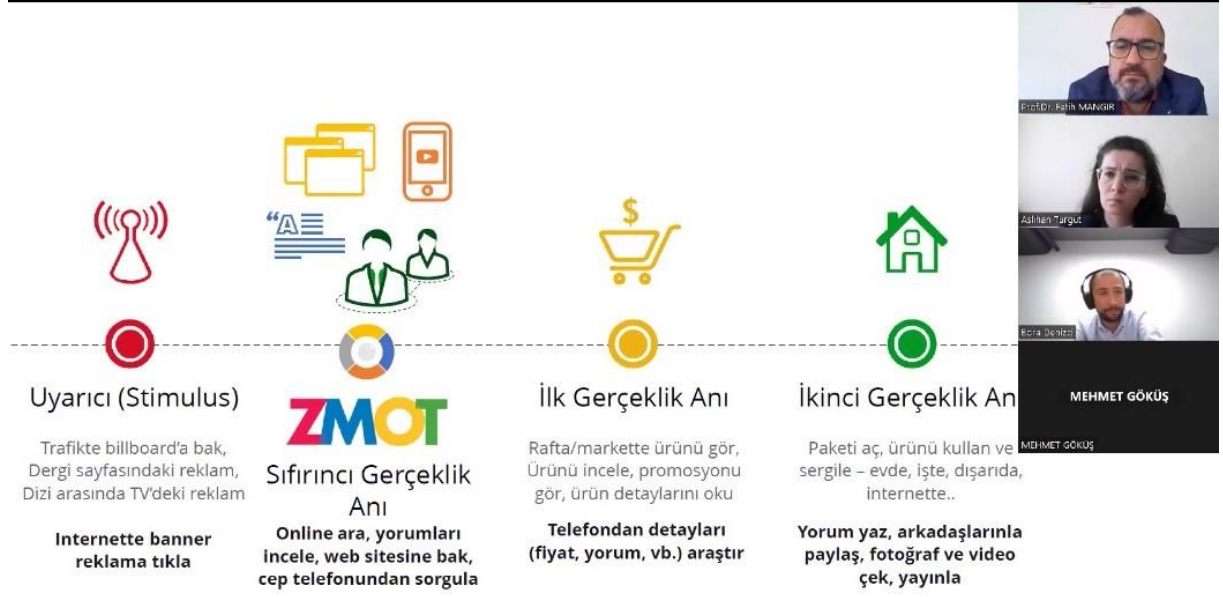 "A
$
Uyarıcı (Stimulus)
Trafikte billboard'a bak,
Dergi sayfasındaki reklam,
Dizi arasında TV'deki reklam
Internette banner
reklama tıkla
ZMOT
Sıfırıncı Gerçeklik
Anı
Online ara, yorumları
incele, web sitesine bak,
cep telefonundan sorgula
İlk Gerçeklik Anı
Rafta/markette ürünü gör,
Ürünü incele, promosyonu
gör, ürün detaylarını oku
Telefondan detayları
(fiyat, yorum, vb.) araştır
İkinci Gerçeklik An
Paketi aç, ürünü kullan ve
sergile – evde, işte, dışarıda,
internette..
Yorum yaz, arkadaşlarınla
paylaş, fotoğraf ve video
çek, yayınla
Prof.Dr. Fatih MANGIR
Aslıhan Turgut
Bora Denizci
MEHMET GÖKÜŞ
MEHMET GÖKÜŞ